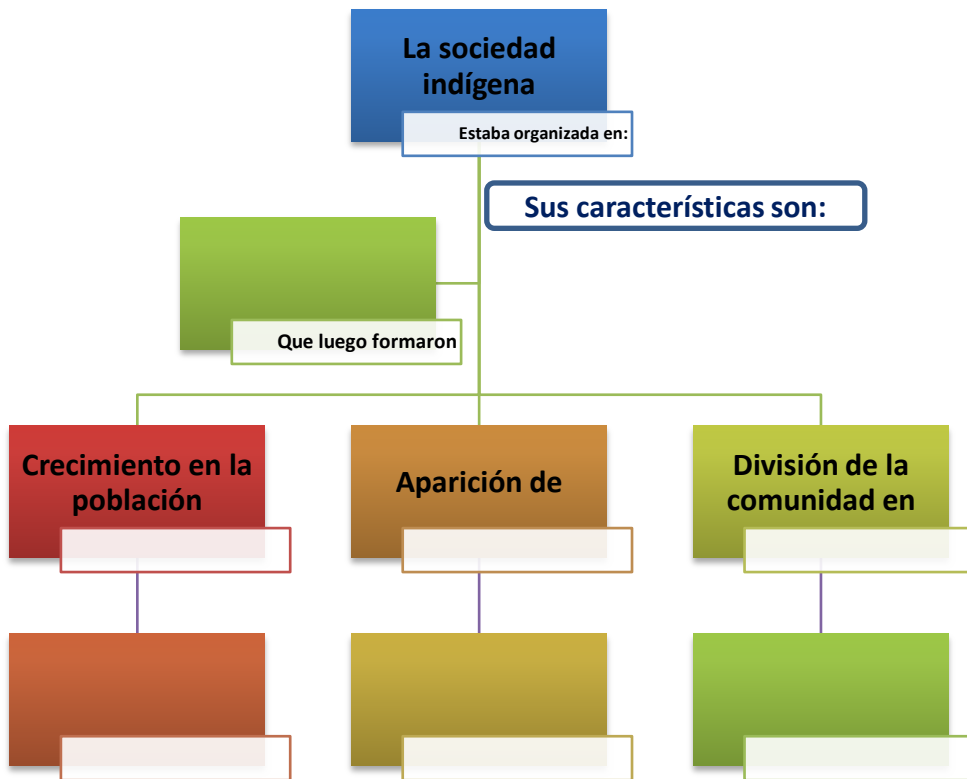 La sociedad
indígena
Estaba organizada en:
Sus características son:
Que luego formaron
Crecimiento en la
población
Aparición de
División de la
comunidad en